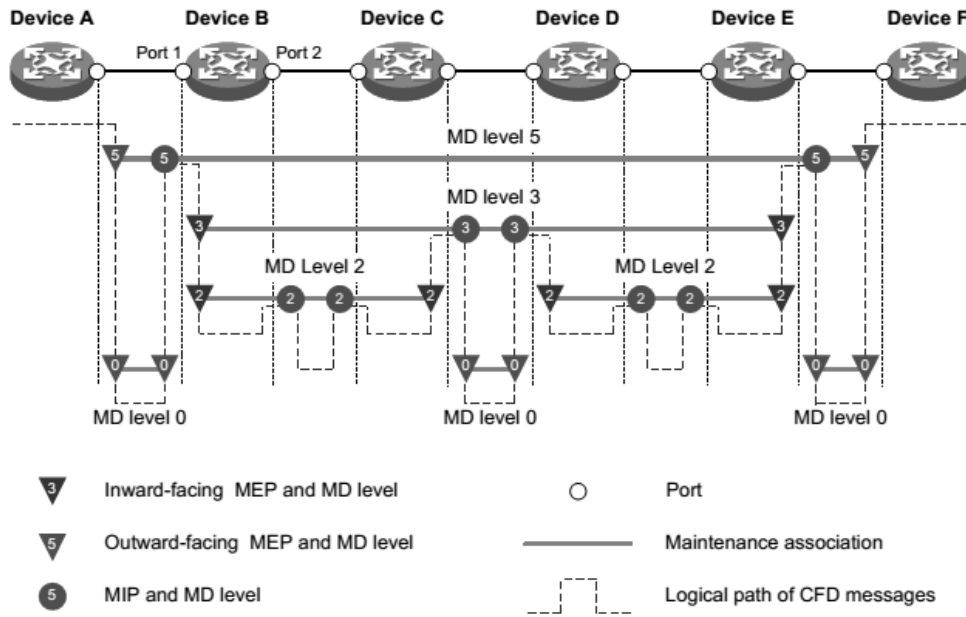 Device A Device B Device C Device D Device E Device F
Port 1 Port 2
MD level 5
5 5 5 5
MD level 3
3 3 3 3
MD Level 2 MD Level 2
2 2 2 2 2 2 2 2
0 0 0 0 0 0
MD level 0 MD level 0 MD level 0
3 Inward-facing MEP and MD level Port
5 Outward-facing MEP and MD level Maintenance association
5 MIP and MD level Logical path of CFD messages